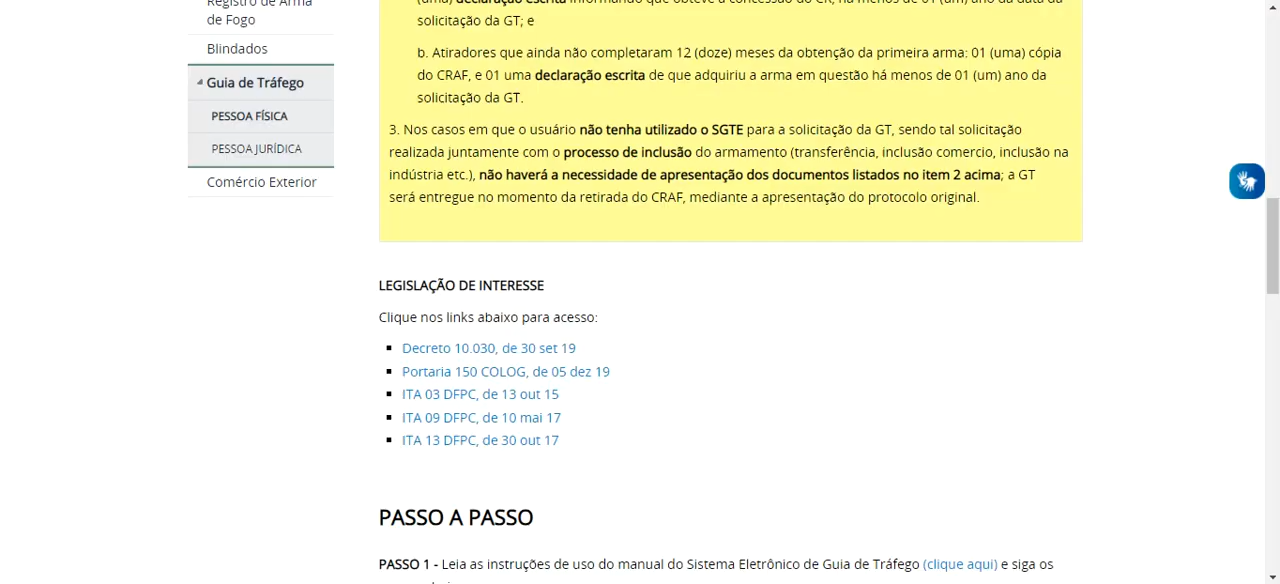 Registro de Arma
de Fogo
Blindados
Guia de Tráfego
PESSOA FÍSICA
PESSOA JURÍDICA
Comércio Exterior
(uma) declaração escrita informando que obteve a concessão do CR, há menos de 01 (um) ano da data da
solicitação da GT; e
b. Atiradores que ainda não completaram 12 (doze) meses da obtenção da primeira arma: 01 (uma) cópia
do CRAF, e 01 uma declaração escrita de que adquiriu a arma em questão há menos de 01 (um) ano da
solicitação da GT.
3. Nos casos em que o usuário não tenha utilizado o SGTE para a solicitação da GT, sendo tal solicitação
realizada juntamente com o processo de inclusão do armamento (transferência, inclusão comercio, inclusão na
indústria etc.), não haverá a necessidade de apresentação dos documentos listados no item 2 acima; a GT
será entregue no momento da retirada do CRAF, mediante a apresentação do protocolo original.
LEGISLAÇÃO DE INTERESSE
Clique nos links abaixo para acesso:
Decreto 10.030, de 30 set 19
Portaria 150 COLOG, de 05 dez 19
ITA 03 DFPC, de 13 out 15
ITA 09 DFPC, de 10 mai 17
ITA 13 DFPC, de 30 out 17
PASSO A PASSO
PASSO 1 - Leia as instruções de uso do manual do Sistema Eletrônico de Guia de Tráfego (clique aqui) e siga os